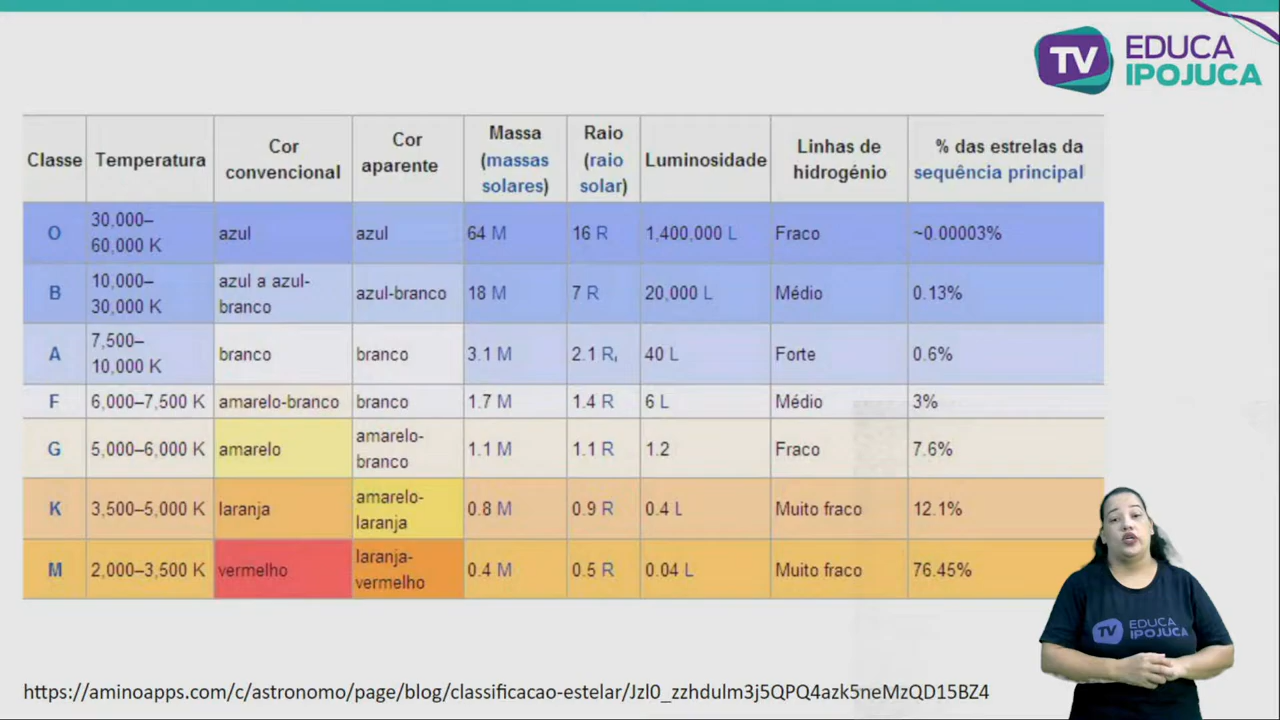 TV EDUCA
IPOJUCA
Classe Temperatura Cor convencional Cor aparente Massa (massas solares) Raio (raio solar) Luminosidade Linhas de hidrogénio % das estrelas da sequência principal
O 30,000–60,000 K azul azul 64 M 16 R 1,400,000 L Fraco ~0.00003%
B 10,000–30,000 K azul a azul-branco azul-branco 18 M 7 R 20,000 L Médio 0.13%
A 7,500–10,000 K branco branco 3.1 M 2.1 R, 40 L Forte 0.6%
F 6,000–7,500 K amarelo-branco branco 1.7 M 1.4 R 6 L Médio 3%
G 5,000–6,000 K amarelo amarelo-branco 1.1 M 1.1 R 1.2 Fraco 7.6%
K 3,500–5,000 K laranja amarelo-laranja 0.8 M 0.9 R 0.4 L Muito fraco 12.1%
M 2,000–3,500 K vermelho laranja-vermelho 0.4 M 0.5 R 0.04 L Muito fraco 76.45%
TV EDUCA
IPOJUCA
https://aminoapps.com/c/astronomo/page/blog/classificacao-estelar/Jzl0_zzhdulm3j5QPQ4azk5neMzQD15BZ4